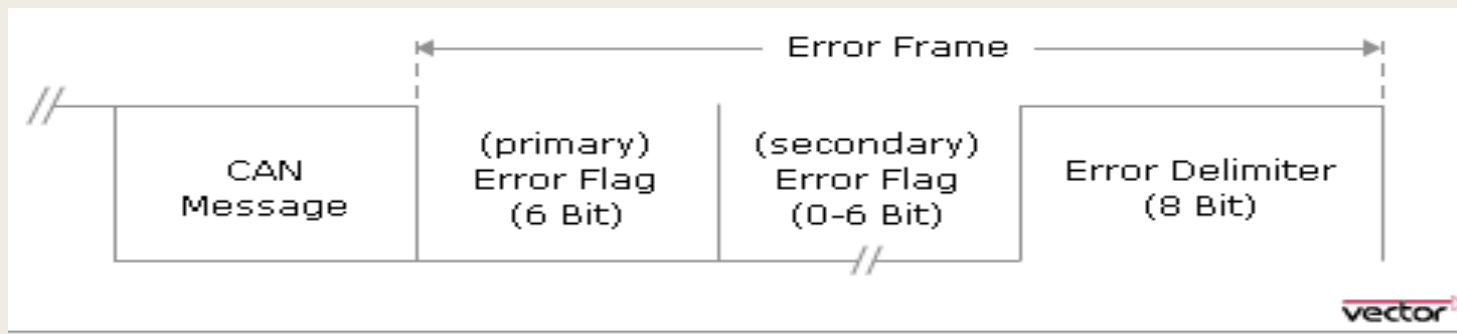 Error Frame
CAN
Message
(primary)
Error Flag
(6 Bit)
(secondary)
Error Flag
(0-6 Bit)
Error Delimiter
(8 Bit)
vector